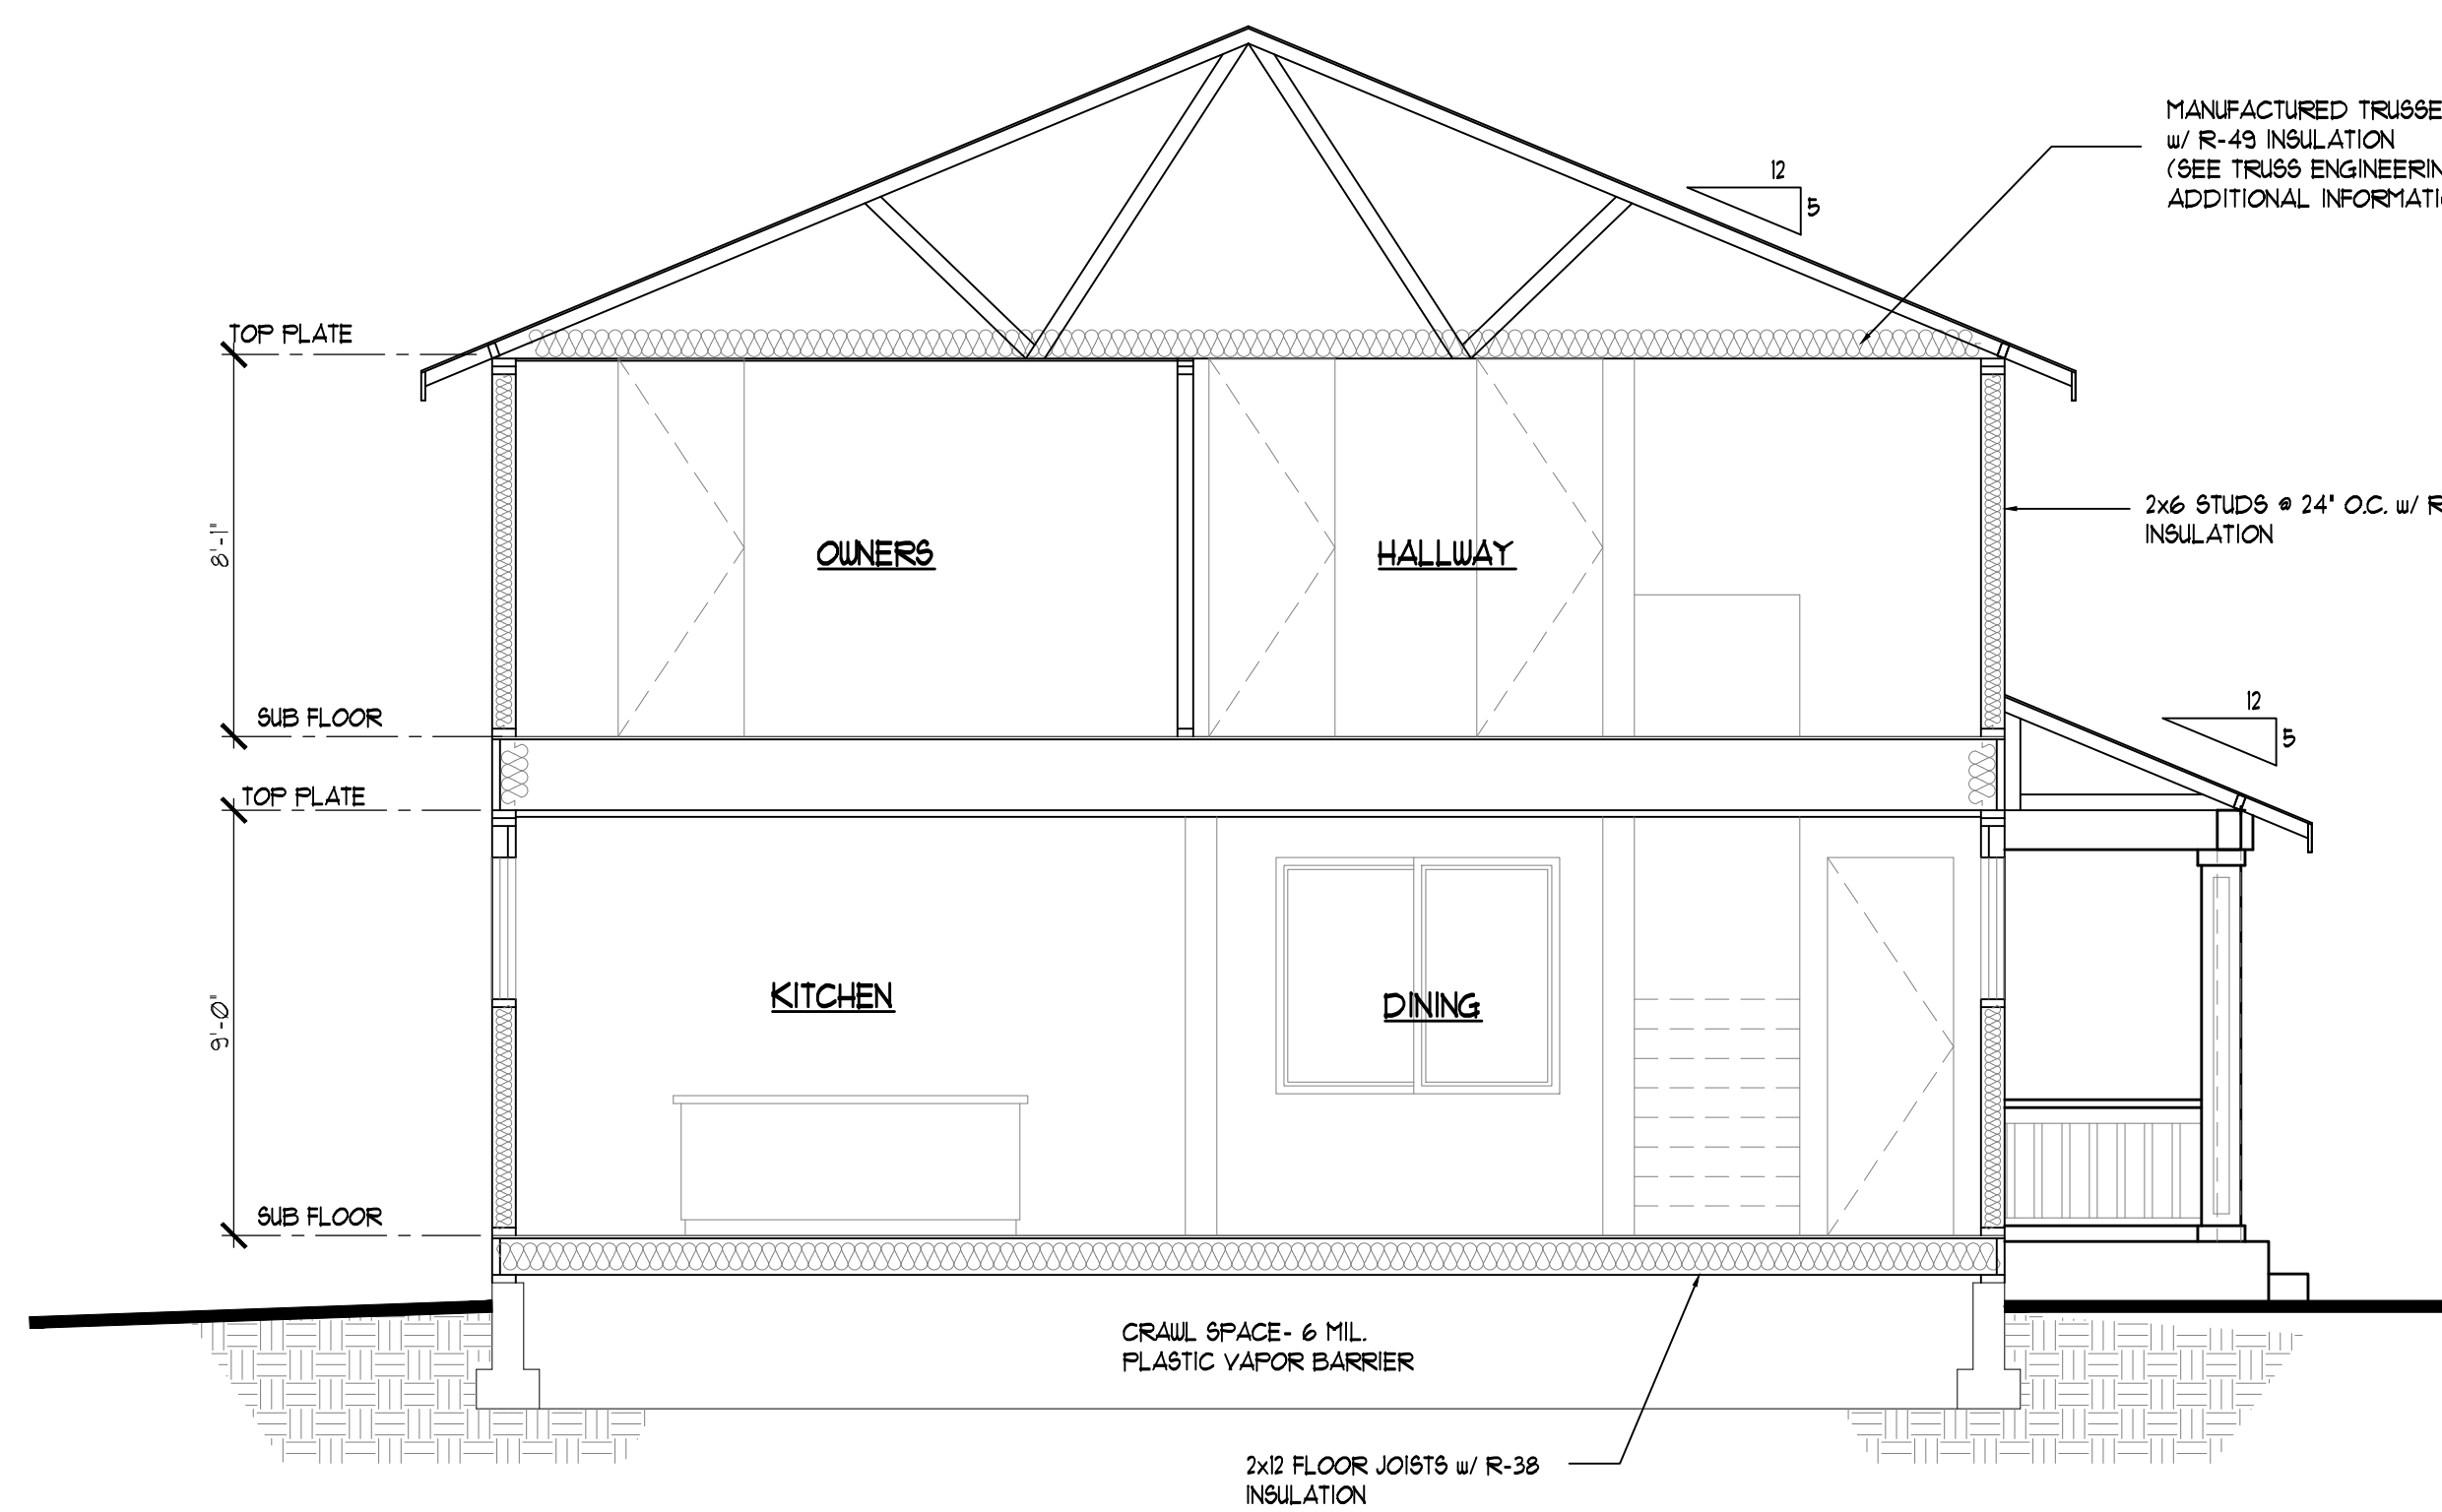 MANUFACTURED TRUSSE
w/ R-49 INSULATION
(SEE TRUSS ENGINEERIN
ADDITIONAL INFORMATI
12
5
TOP PLATE
2x6 STUDS @ 24" O.C. w/ R
INSULATION
8'-1"
OWNERS
HALLWAY
SUB FLOOR
12
5
TOP PLATE
9'-0"
KITCHEN
DINING
SUB FLOOR
CRAWL SPACE- 6 MIL.
PLASTIC VAPOR BARRIER
2x12 FLOOR JOISTS w/ R-38
INSULATION